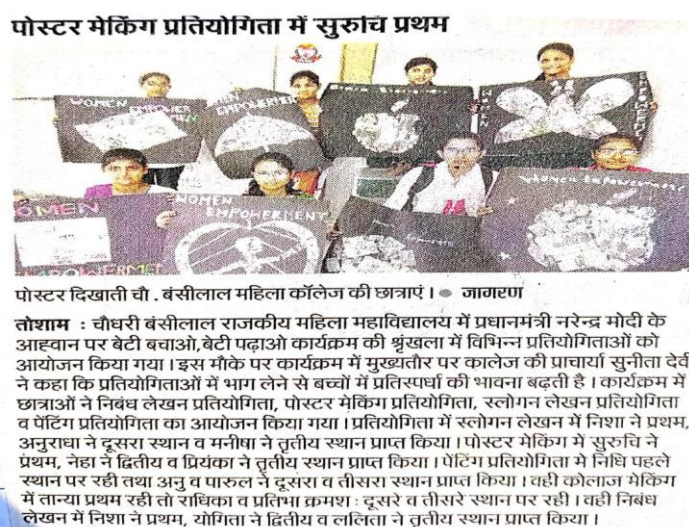 पोस्टर मेकिंग प्रतियोगिता में सुरुचि प्रथम
WOMEN EMPOWERMENT
EMPOWERMENT
WOMEN
WOMEN
EMPOWERMENT
WOMEN EMPOWERMENT
पोस्टर दिखाती चौ . बंसीलाल महिला कॉलेज की छात्राएं । ● जागरण
तोशाम : चौधरी बंसीलाल राजकीय महिला महाविद्यालय में प्रधानमंत्री नरेन्द्र मोदी के
आह्वान पर बेटी बचाओ,बेटी पढ़ाओ कार्यक्रम की श्रृंखला में विभिन्न प्रतियोगिताओं को
आयोजन किया गया । इस मौके पर कार्यक्रम में मुख्यतौर पर कालेज की प्राचार्या सुनीता देवी
ने कहा कि प्रतियोगिताओं में भाग लेने से बच्चों में प्रतिस्पर्धा की भावना बढ़ती है । कार्यक्रम में
छात्राओं ने निबंध लेखन प्रतियोगिता, पोस्टर मेकिंग प्रतियोगिता, स्लोगन लेखन प्रतियोगिता
व पेंटिंग प्रतियोगिता का आयोजन किया गया । प्रतियोगिता में स्लोगन लेखन में निशा ने प्रथम,
अनुराधा ने दूसरा स्थान व मनीषा ने तृतीय स्थान प्राप्त किया । पोस्टर मेकिंग में सुरुचि ने
प्रथम, नेहा ने द्वितीय व प्रियंका ने तृतीय स्थान प्राप्त किया । पेंटिंग प्रतियोगिता मे निधि पहले
स्थान पर रही तथा अनु व पारुल ने दूसरा व तीसरा स्थान प्राप्त किया । वही कोलाज मेकिंग
में तान्या प्रथम रही तो राधिका व प्रतिभा क्रमश : दूसरे व तीसरे स्थान पर रही । वही निबंध
लेखन में निशा ने प्रथम, योगिता ने द्वितीय व ललिता ने तृतीय स्थान प्राप्त किया ।